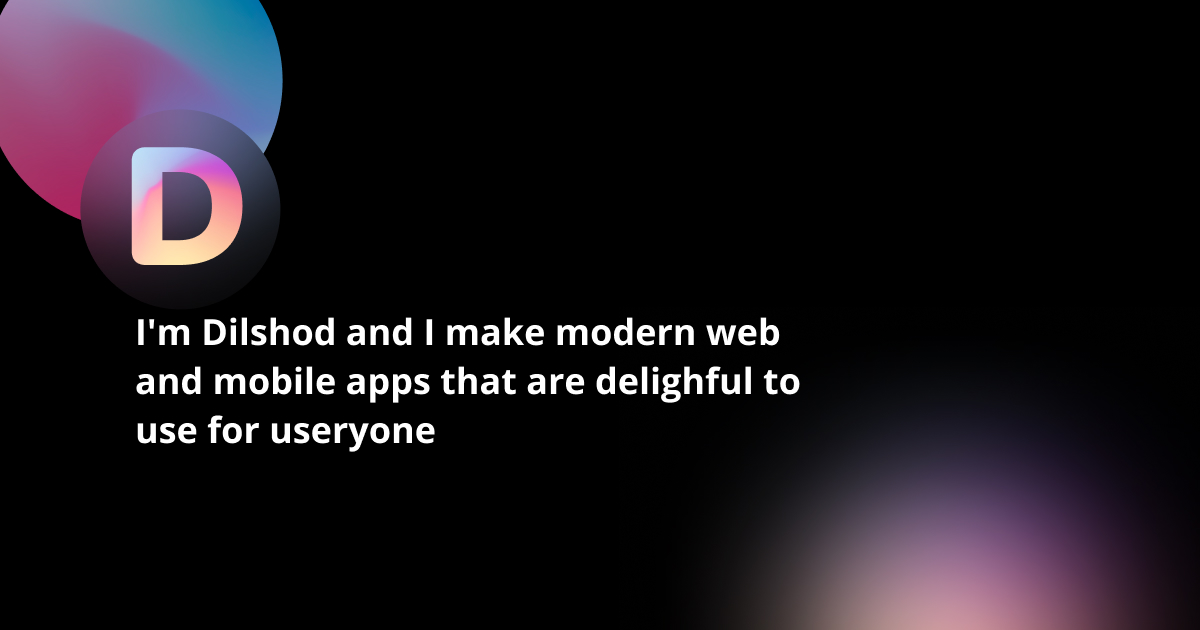 D
I'm Dilshod and I make modern web
and mobile apps that are delighful to
use for useryone